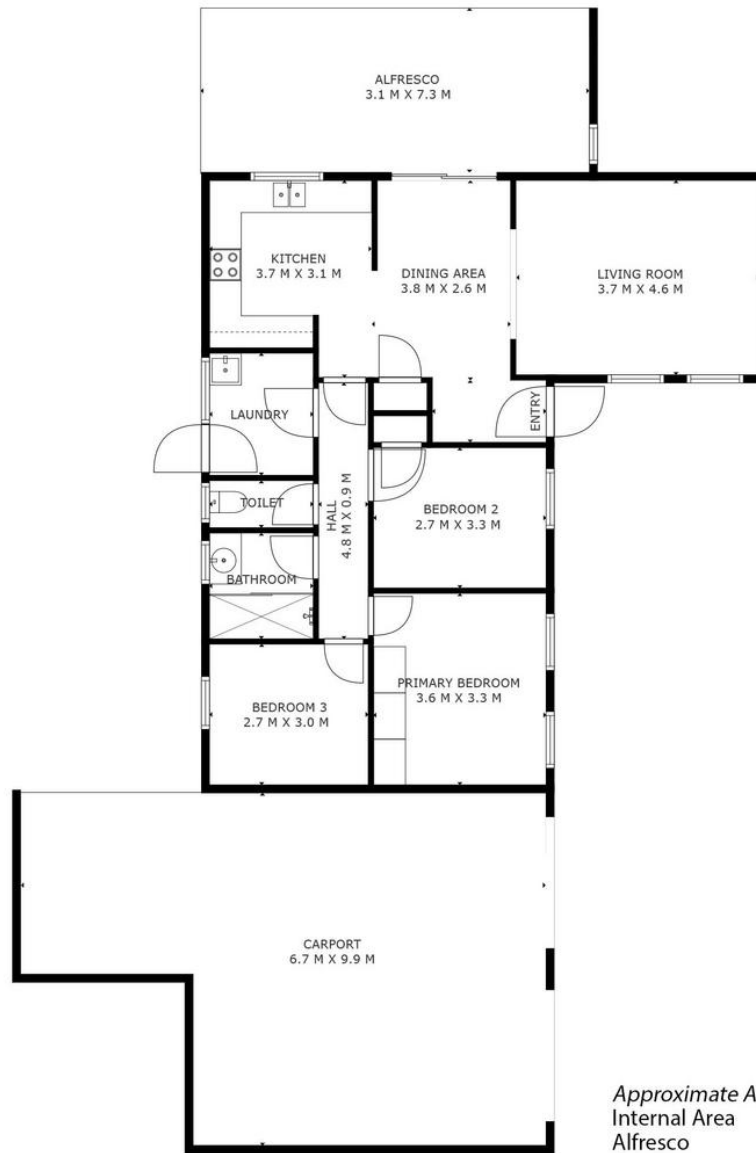 ALFRESCO
3.1 M X 7.3 M
KITCHEN
3.7 M X 3.1 M
DINING AREA
3.8 M X 2.6 M
LIVING ROOM
3.7 M X 4.6 M
LAUNDRY
ENTRY
TOILET
HALL
4.8 M X 0.9 M
BEDROOM 2
2.7 M X 3.3 M
BATHROOM
PRIMARY BEDROOM
3.6 M X 3.3 M
BEDROOM 3
2.7 M X 3.0 M
CARPORT
6.7 M X 9.9 M
Approximate A
Internal Area
Alfresco